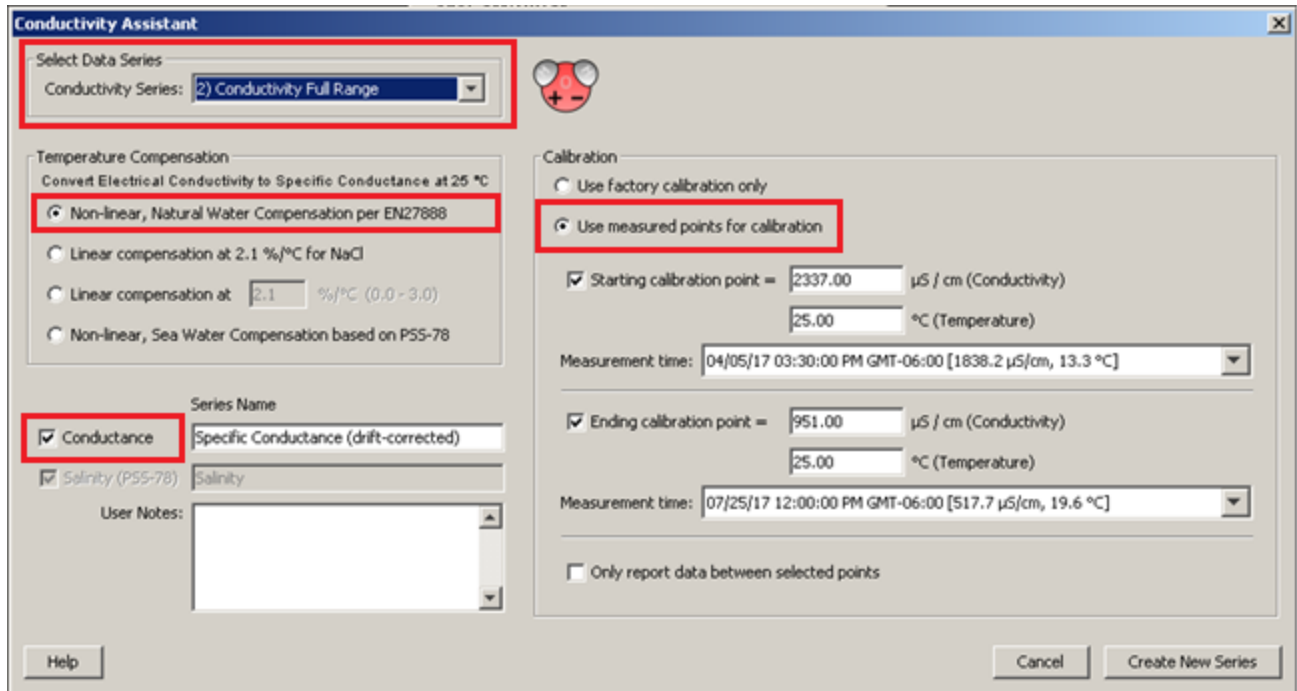 Conductivity Assistant
Select Data Series
Conductivity Series: 2) Conductivity Full Range
Temperature Compensation
Convert Electrical Conductivity to Specific Conductance at 25 °C
Non-linear, Natural Water Compensation per EN27888
Linear compensation at 2.1 %/°C for NaCl
Linear compensation at 2.1 %/°C (0.0 - 3.0)
Non-linear, Sea Water Compensation based on PSS-78
Series Name
Conductance Specific Conductance (drift-corrected)
Salinity (PSS-78) Salinity
User Notes:
Calibration
Use factory calibration only
Use measured points for calibration
Starting calibration point = 2337.00 µS / cm (Conductivity)
25.00 °C (Temperature)
Measurement time: 04/05/17 03:30:00 PM GMT-06:00 [1838.2 µS/cm, 13.3 °C]
Ending calibration point = 951.00 µS / cm (Conductivity)
25.00 °C (Temperature)
Measurement time: 07/25/17 12:00:00 PM GMT-06:00 [517.7 µS/cm, 19.6 °C]
Only report data between selected points
Help
Cancel
Create New Series